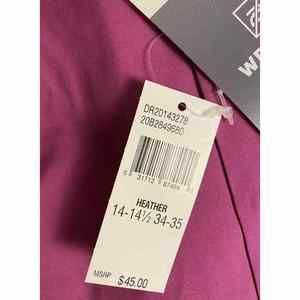 DR20143278
20B2849680
HEATHER
14-14½ 34-35
MSRP
$45.00